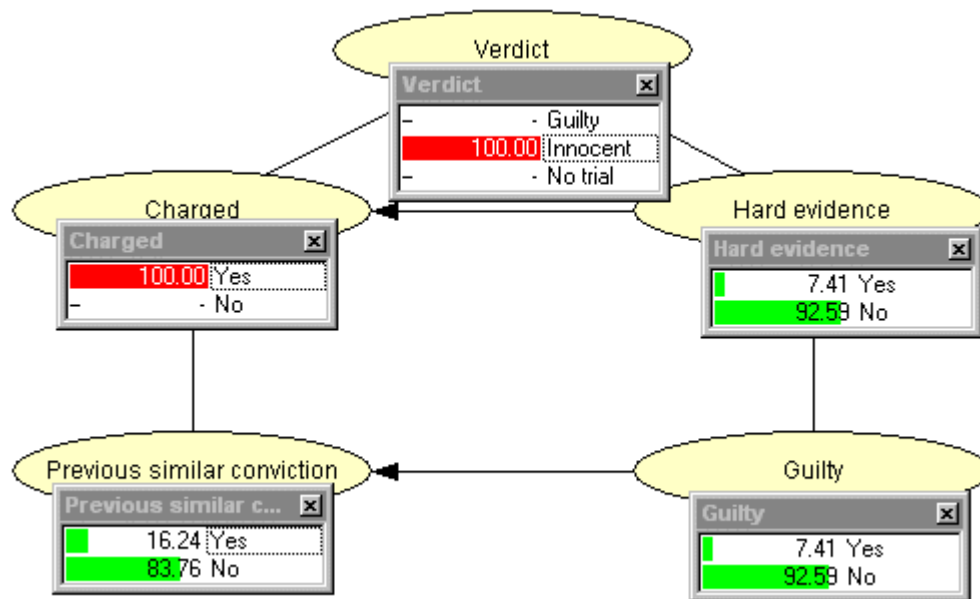 Verdict
Verdict
- - Guilty
100.00 Innocent
- - No trial
Charged
Charged
100.00 Yes
- - No
Hard evidence
Hard evidence
7.41 Yes
92.59 No
Previous similar conviction
Previous similar c...
16.24 Yes
83.76 No
Guilty
Guilty
7.41 Yes
92.59 No